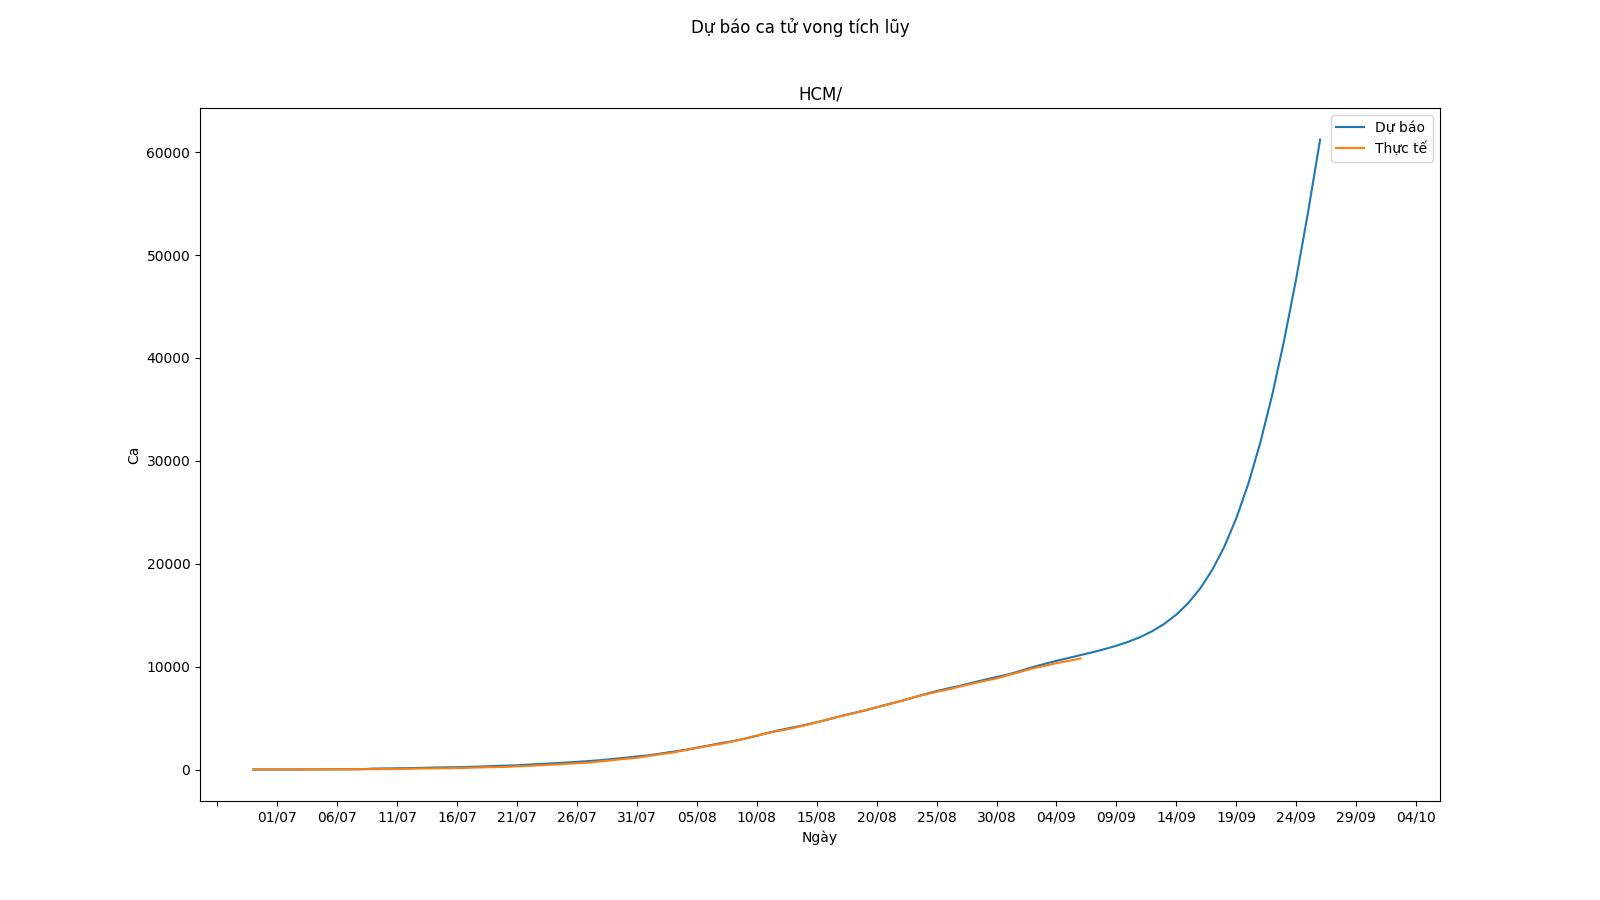 Dự báo ca tử vong tích lũy
HCM/
Dự báo
Thực tế
60000
50000
40000
30000
20000
10000
0
Ca
01/07 06/07 11/07 16/07 21/07 26/07 31/07 05/08 10/08 15/08 20/08 25/08 30/08 04/09 09/09 14/09 19/09 24/09 29/09 04/10
Ngày